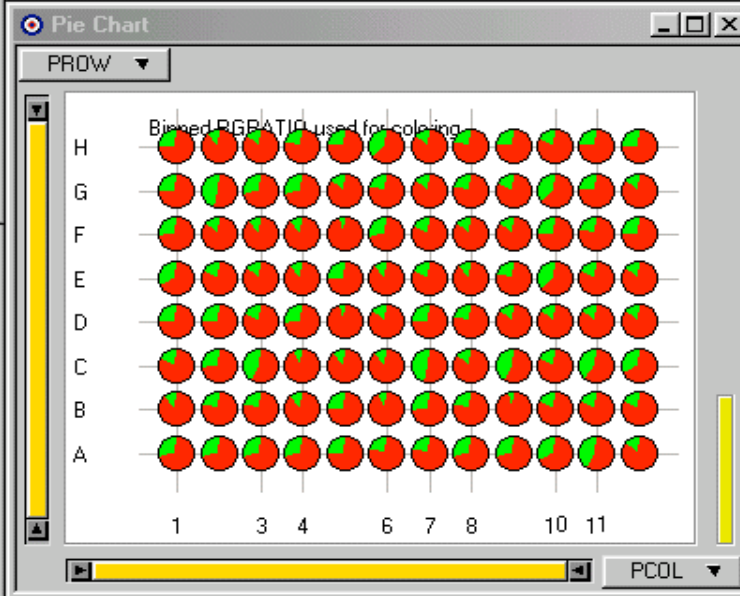 Pie Chart
PROW
Binned RGRATIO used for coloring
H
G
F
E
D
C
B
A
1 3 4 6 7 8 10 11
PCOL